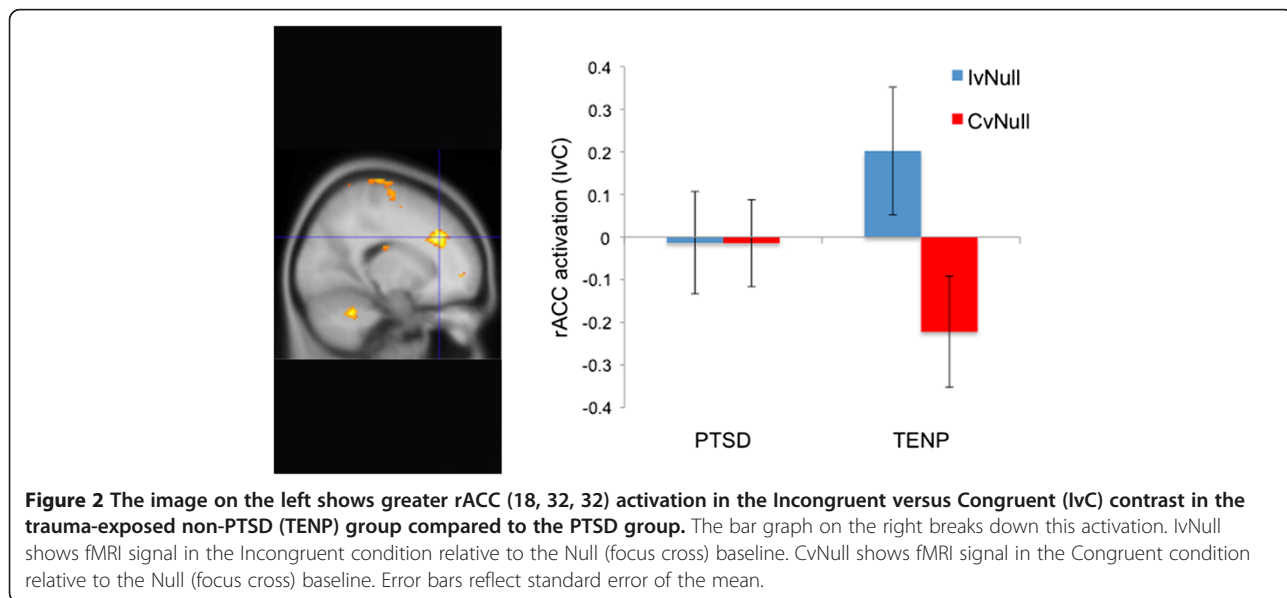 0.4
0.3
0.2
0.1
0
-0.1
-0.2
-0.3
-0.4
rACC activation (IvC)
IvNull
CvNull
PTSD
TENP
Figure 2 The image on the left shows greater rACC (18, 32, 32) activation in the Incongruent versus Congruent (IvC) contrast in the
trauma-exposed non-PTSD (TENP) group compared to the PTSD group. The bar graph on the right breaks down this activation. IvNull
shows fMRI signal in the Incongruent condition relative to the Null (focus cross) baseline. CvNull shows fMRI signal in the Congruent condition
relative to the Null (focus cross) baseline. Error bars reflect standard error of the mean.